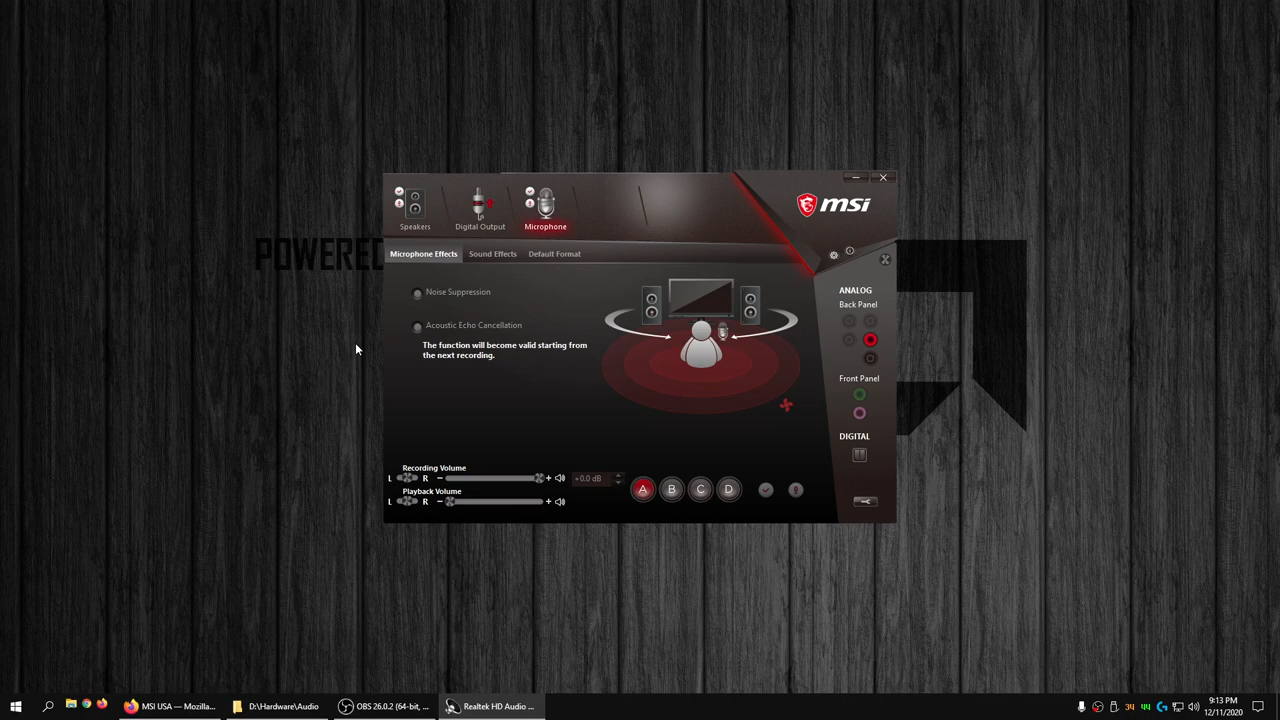 POWERED
Speakers
Digital Output
Microphone
msi
Microphone Effects
Sound Effects
Default Format
Noise Suppression
Acoustic Echo Cancellation
The function will become valid starting from
the next recording.
ANALOG
Back Panel
Front Panel
DIGITAL
Recording Volume
L R − +
+0.0 dB
Playback Volume
L R − +
A B C D
MSI USA — Mozilla...
D:\Hardware\Audio
OBS 26.0.2 (64-bit, ...
Realtek HD Audio ...
34 44
9:13 PM
12/11/2020